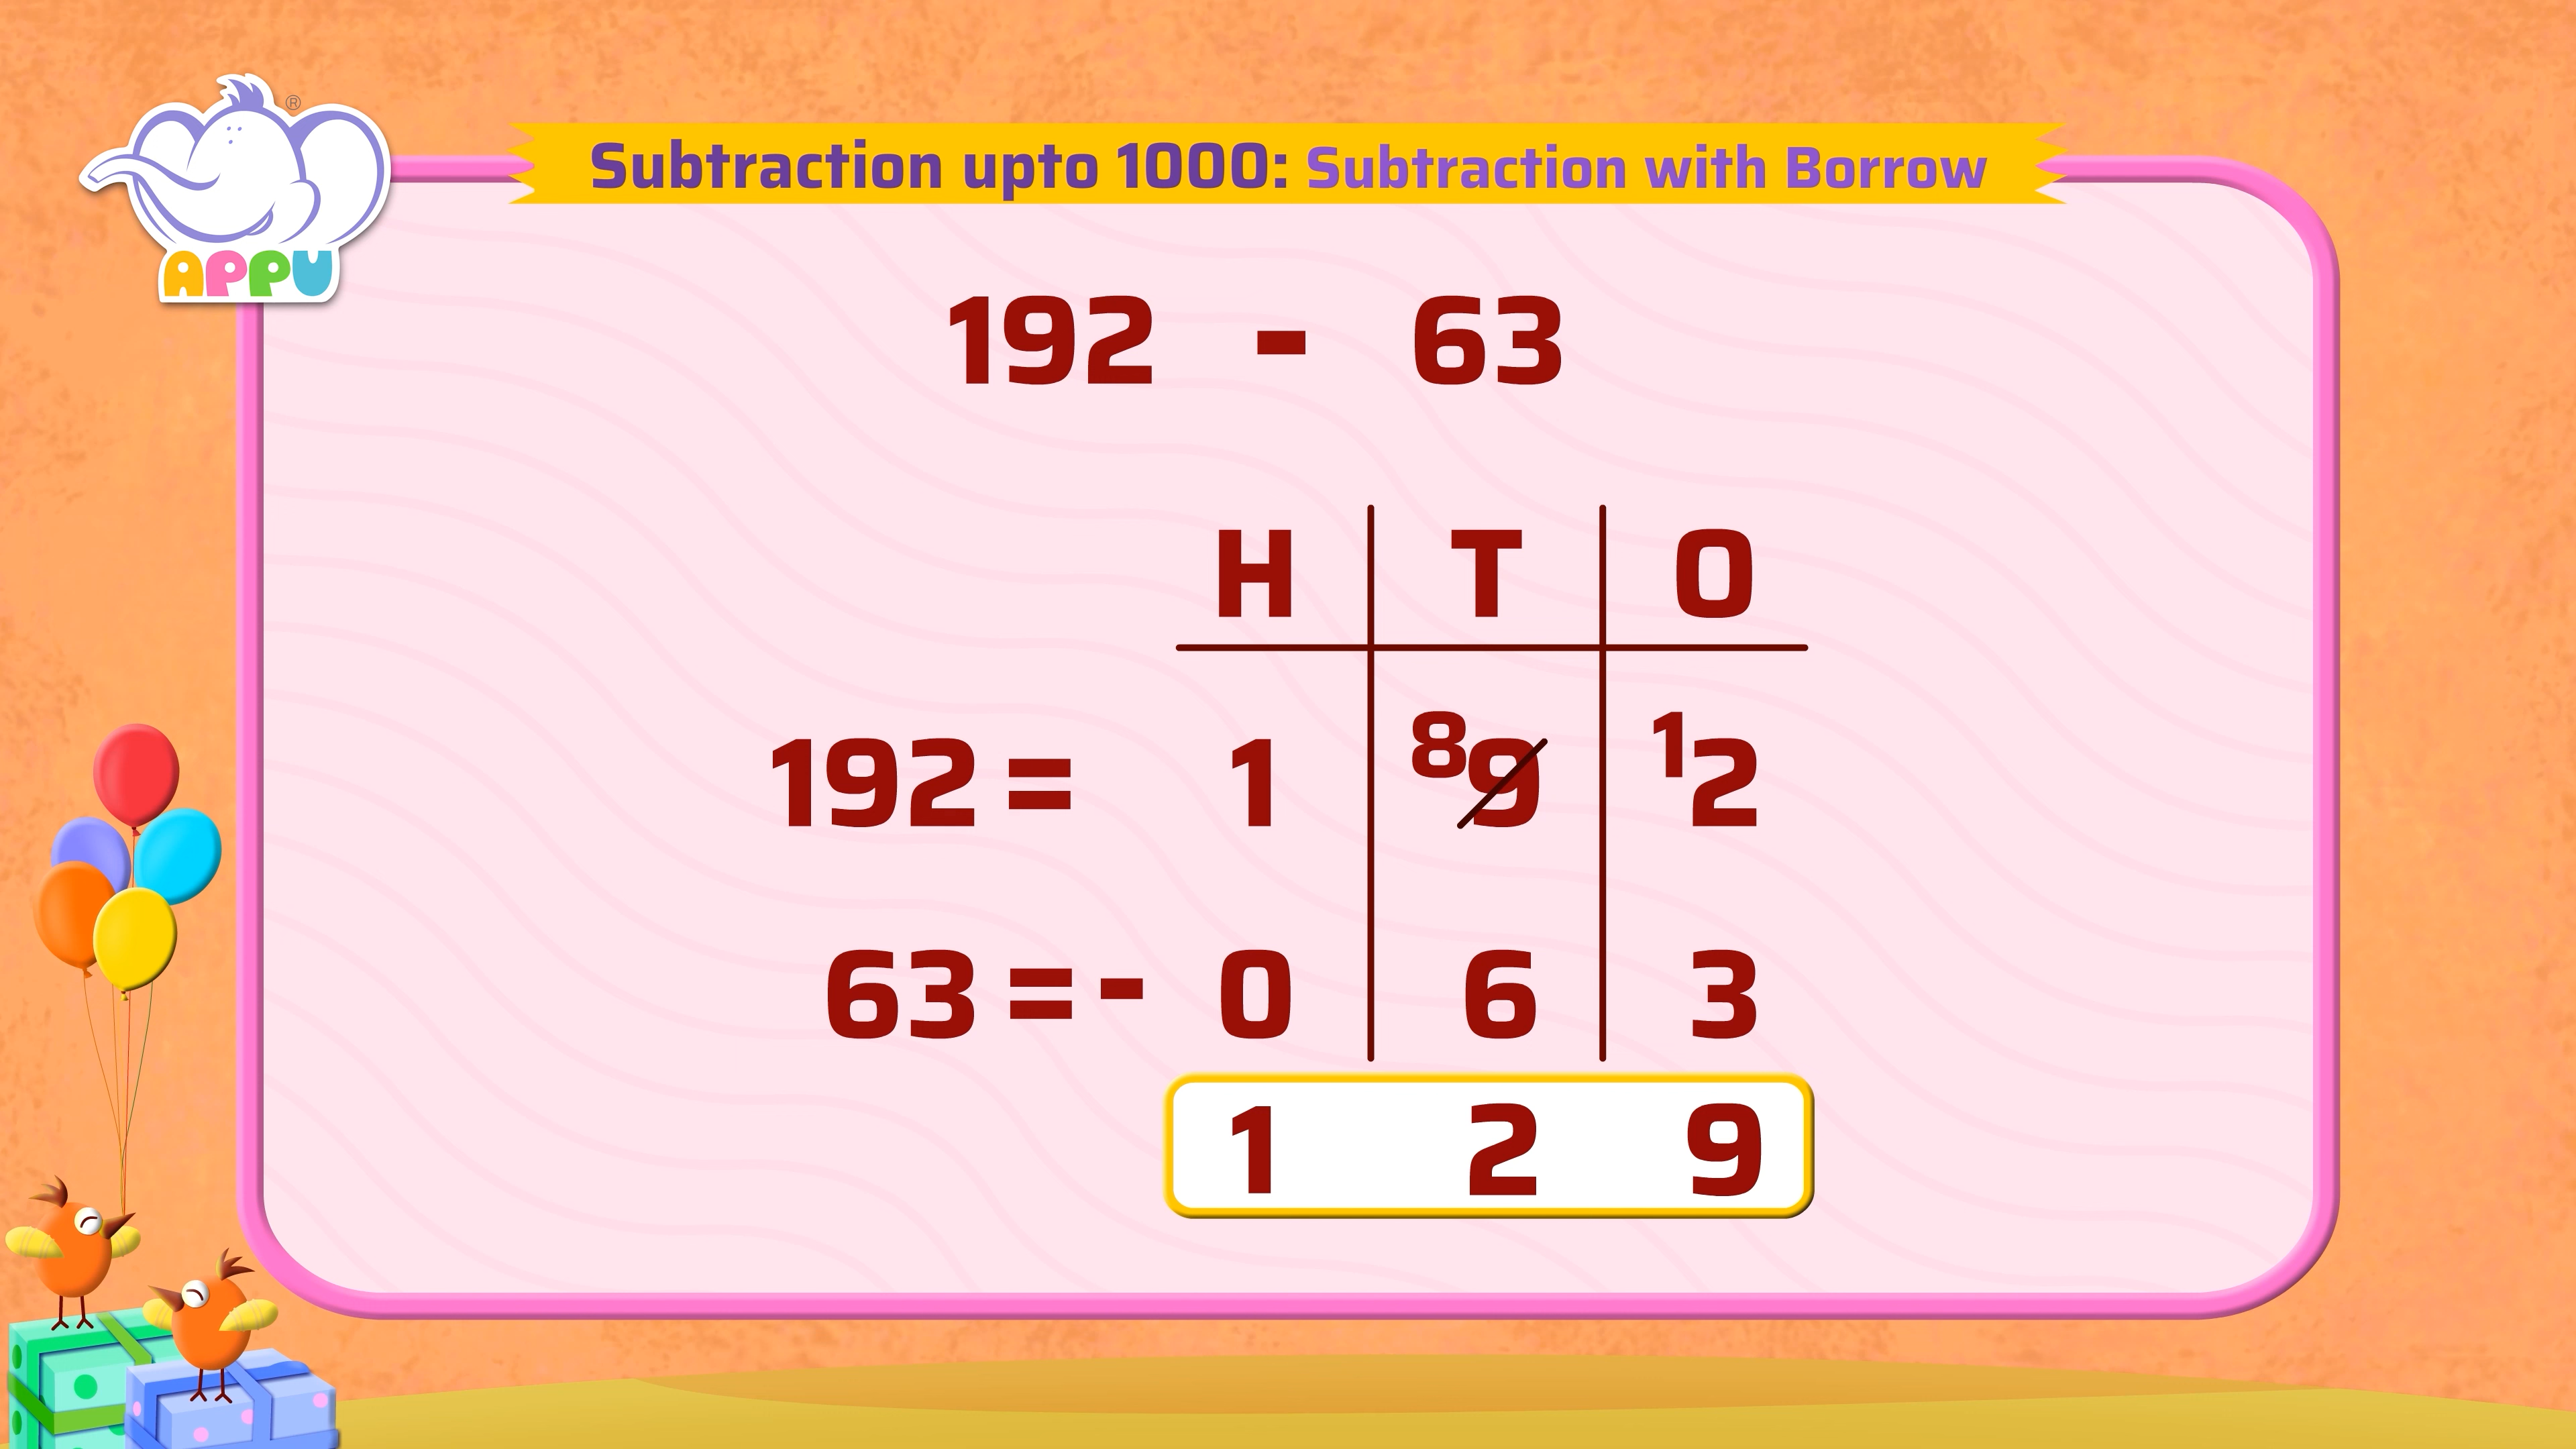 ®
APPU
Subtraction upto 1000: Subtraction with Borrow
192 - 63
H T O
192 = 1 8 9 1 2
63 = - 0 6 3
1 2 9